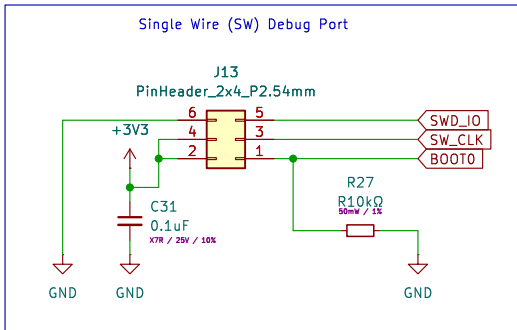 Single Wire (SW) Debug Port
J13
PinHeader_2x4_P2.54mm
6 5 SWD_IO
+3V3 4 3 SW_CLK
2 1 BOOT0
C31
0.1uF
X7R / 25V / 10%
R27
R10kΩ
50mW / 1%
GND GND GND